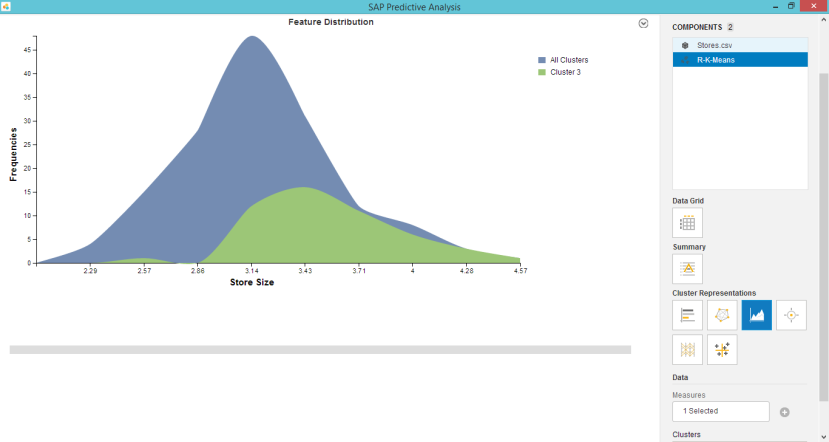 SAP Predictive Analysis
Feature Distribution
All Clusters
Cluster 3
Frequencies
45
40
35
30
25
20
15
10
5
0
2.29 2.57 2.86 3.14 3.43 3.71 4 4.28 4.57
Store Size
COMPONENTS 2
Stores.csv
R-K-Means
Data Grid
Summary
Cluster Representations
Data
Measures
1 Selected
Clusters